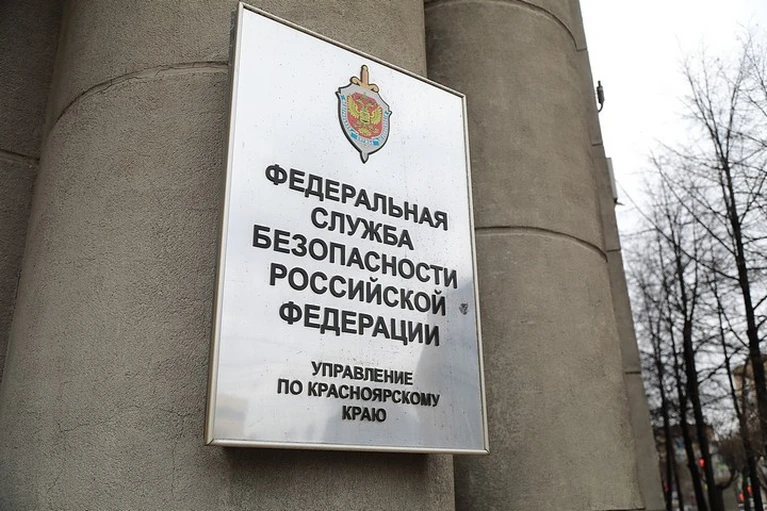 ФЕДЕРАЛЬНАЯ
СЛУЖБА
БЕЗОПАСНОСТИ
РОССИЙСКОЙ
ФЕДЕРАЦИИ
УПРАВЛЕНИЕ
ПО КРАСНОЯРСКОМУ
КРАЮ